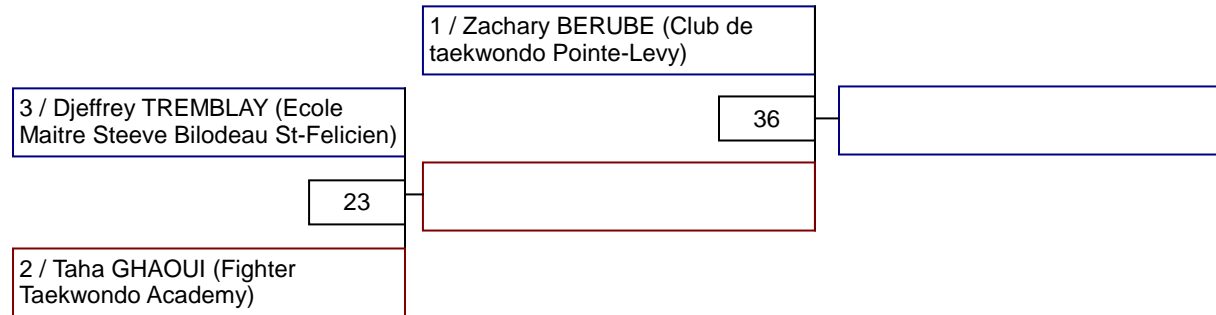 1 / Zachary BERUBE (Club de
taekwondo Pointe-Levy)
3 / Djeffrey TREMBLAY (Ecole
Maitre Steeve Bilodeau St-Felicien)
36
23
2 / Taha GHAOUI (Fighter
Taekwondo Academy)